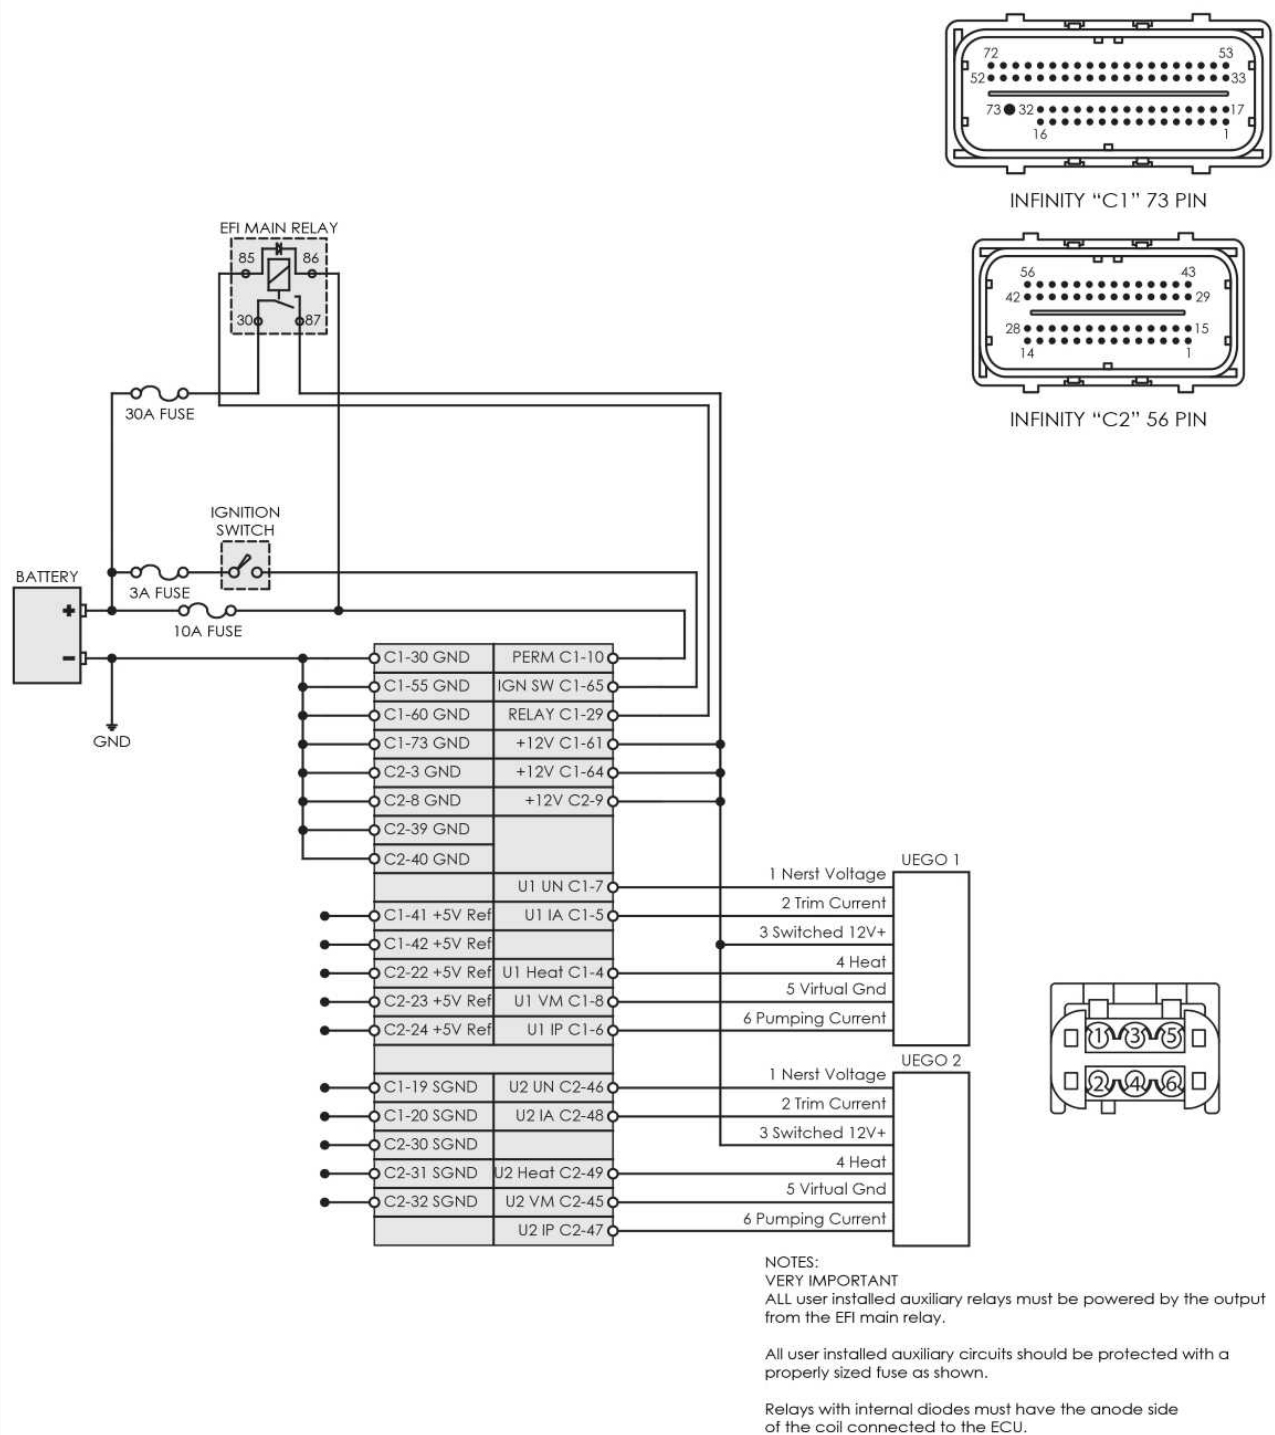 72 53
52 33
73 32 17
16 1
INFINITY “C1” 73 PIN
56 43
42 29
28 15
14 1
INFINITY “C2” 56 PIN
EFI MAIN RELAY
85 86
30 87
30A FUSE
IGNITION
SWITCH
3A FUSE
BATTERY
+
10A FUSE
-
GND
C1-30 GND PERM C1-10
C1-55 GND IGN SW C1-65
C1-60 GND RELAY C1-29
C1-73 GND +12V C1-61
C2-3 GND +12V C1-64
C2-8 GND +12V C2-9
C2-39 GND
C2-40 GND
U1 UN C1-7
C1-41 +5V Ref U1 IA C1-5
C1-42 +5V Ref
C2-22 +5V Ref U1 Heat C1-4
C2-23 +5V Ref U1 VM C1-8
C2-24 +5V Ref U1 IP C1-6
C1-19 SGND U2 UN C2-46
C1-20 SGND U2 IA C2-48
C2-30 SGND
C2-31 SGND U2 Heat C2-49
C2-32 SGND U2 VM C2-45
U2 IP C2-47
UEGO 1
1 Nerst Voltage
2 Trim Current
3 Switched 12V+
4 Heat
5 Virtual Gnd
6 Pumping Current
UEGO 2
1 Nerst Voltage
2 Trim Current
3 Switched 12V+
4 Heat
5 Virtual Gnd
6 Pumping Current
1 3 5
2 4 6
NOTES:
VERY IMPORTANT
ALL user installed auxiliary relays must be powered by the output
from the EFI main relay.
All user installed auxiliary circuits should be protected with a
properly sized fuse as shown.
Relays with internal diodes must have the anode side
of the coil connected to the ECU.